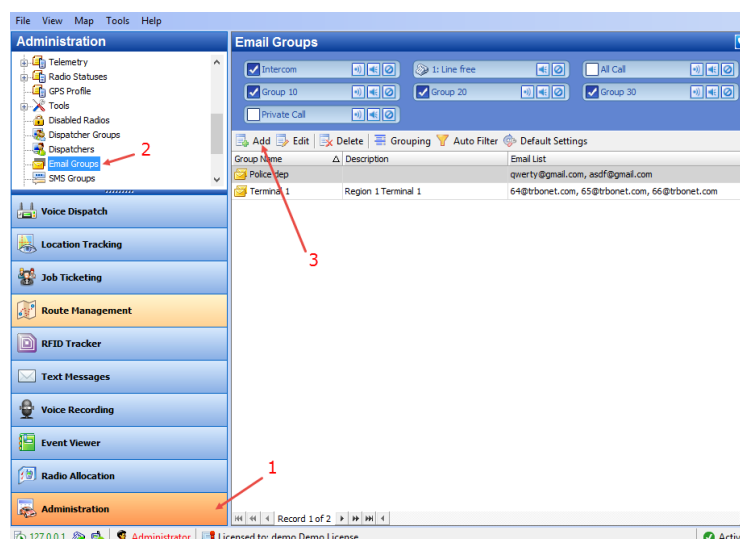 File View Map Tools Help
Administration
Telemetry
Radio Statuses
GPS Profile
Tools
Disabled Radios
Dispatcher Groups
Dispatchers
Email Groups
SMS Groups
2
Voice Dispatch
Location Tracking
Job Ticketing
Route Management
RFID Tracker
Text Messages
Voice Recording
Event Viewer
Radio Allocation
Administration
1
Email Groups
Intercom 1: Line free All Call
Group 10 Group 20 Group 30
Private Call
Add Edit Delete Grouping Auto Filter Default Settings
Group Name Description Email List
Police dep qwerty@gmail.com, asdf@gmail.com
Terminal 1 Region 1 Terminal 1 64@trbonet.com, 65@trbonet.com, 66@trbonet.com
3
Record 1 of 2
127.0.0.1 Administrator Licensed to: demo Demo License Activ